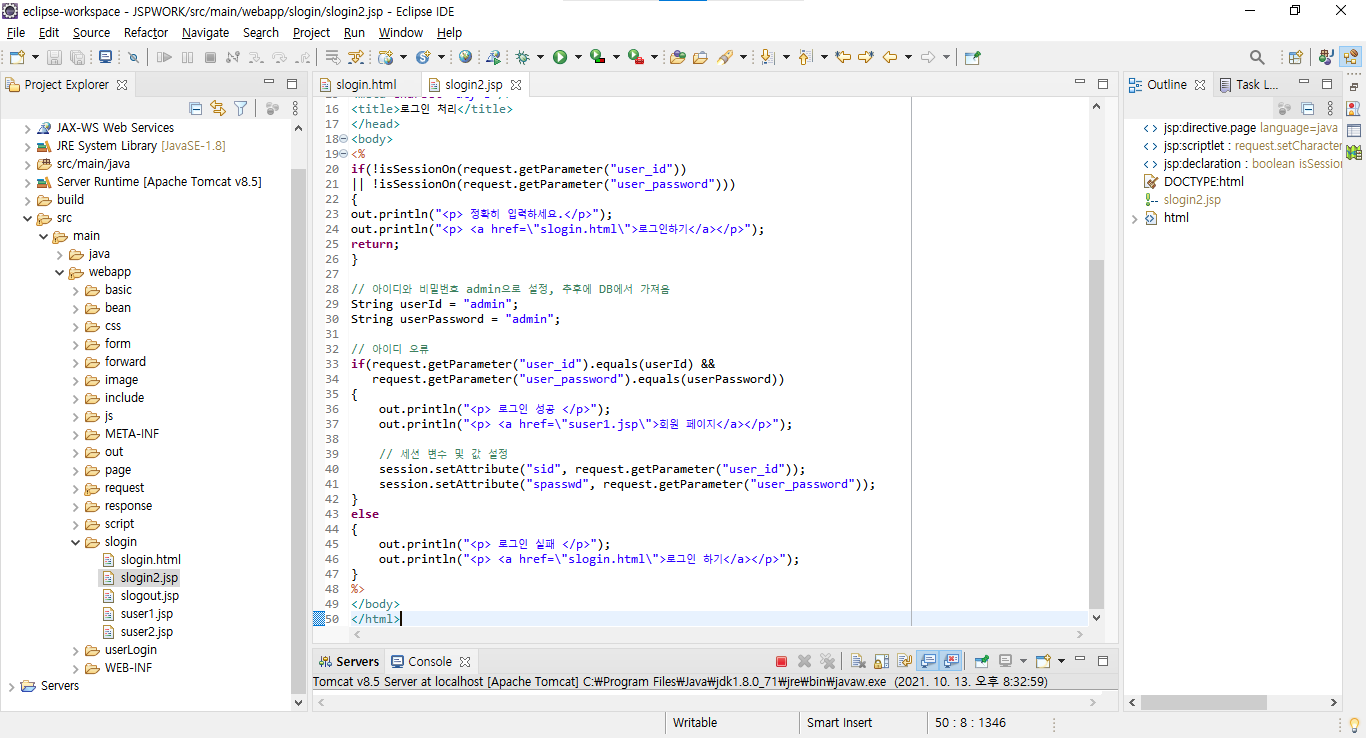 eclipse-workspace - JSPWORK/src/main/webapp/slogin/slogin2.jsp - Eclipse IDE
File Edit Source Refactor Navigate Search Project Run Window Help
Project Explorer
JAX-WS Web Services
JRE System Library [JavaSE-1.8]
src/main/java
Server Runtime [Apache Tomcat v8.5]
build
src
main
java
webapp
basic
bean
css
form
forward
image
include
js
META-INF
out
page
request
response
script
slogin
slogin.html
slogin2.jsp
slogout.jsp
suser1.jsp
suser2.jsp
userLogin
WEB-INF
Servers
slogin.html slogin2.jsp
16 <title>로그인 처리</title>
17 </head>
18 <body>
19 <%
20 if(!isSessionOn(request.getParameter("user_id"))
21 || !isSessionOn(request.getParameter("user_password")))
22 {
23 out.println("<p> 정확히 입력하세요.</p>");
24 out.println("<p> <a href=\"slogin.html\">로그인하기</a></p>");
25 return;
26 }
27
28 // 아이디와 비밀번호 admin으로 설정, 추후에 DB에서 가져옴
29 String userId = "admin";
30 String userPassword = "admin";
31
32 // 아이디 오류
33 if(request.getParameter("user_id").equals(userId) &&
34 request.getParameter("user_password").equals(userPassword))
35 {
36 out.println("<p> 로그인 성공 </p>");
37 out.println("<p> <a href=\"suser1.jsp\">회원 페이지</a></p>");
38
39 // 세션 변수 및 값 설정
40 session.setAttribute("sid", request.getParameter("user_id"));
41 session.setAttribute("spasswd", request.getParameter("user_password"));
42 }
43 else
44 {
45 out.println("<p> 로그인 실패 </p>");
46 out.println("<p> <a href=\"slogin.html\">로그인 하기</a></p>");
47 }
48 %>
49 </body>
50 </html>
Outline Task L...
jsp:directive.page language=java
jsp:scriptlet : request.setCharacter
jsp:declaration : boolean isSession
DOCTYPE:html
slogin2.jsp
html
Servers Console
Tomcat v8.5 Server at localhost [Apache Tomcat] C:₩Program Files₩Java₩jdk1.8.0_71₩jre₩bin₩javaw.exe (2021. 10. 13. 오후 8:32:59)
Writable Smart Insert 50 : 8 : 1346